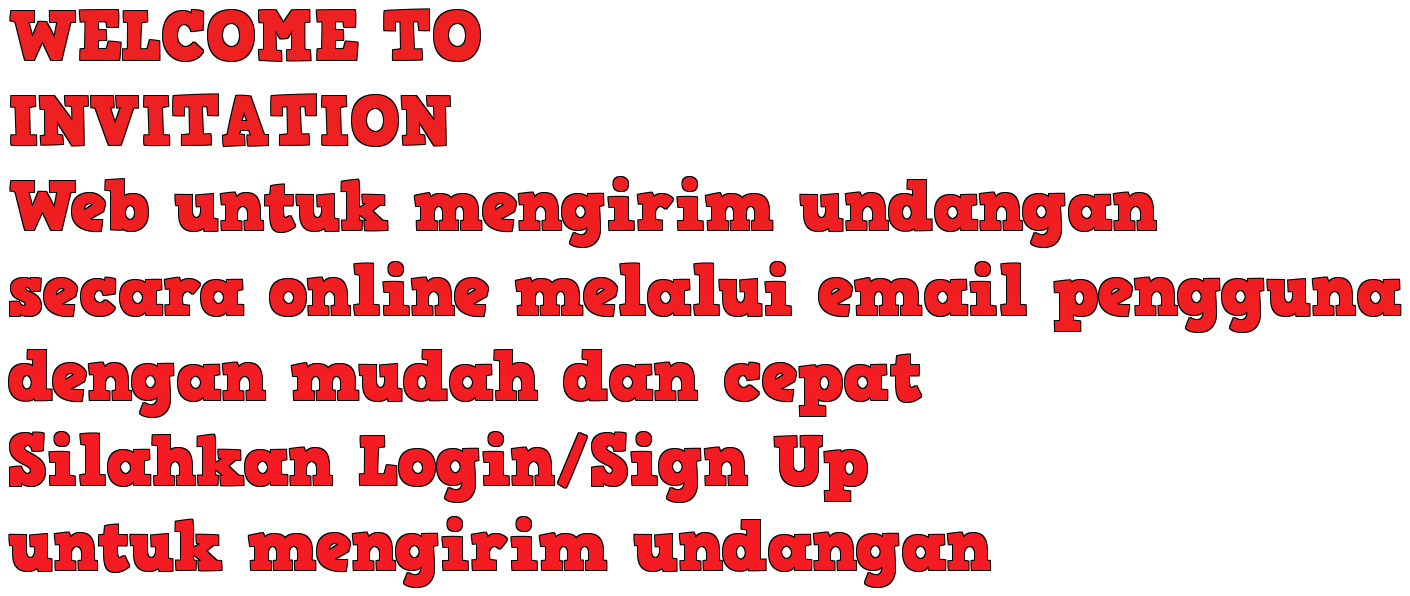 WELCOME TO
INVITATION
Web untuk mengirim undangan
secara online melalui email pengguna
dengan mudah dan cepat
Silahkan Login/Sign Up
untuk mengirim undangan